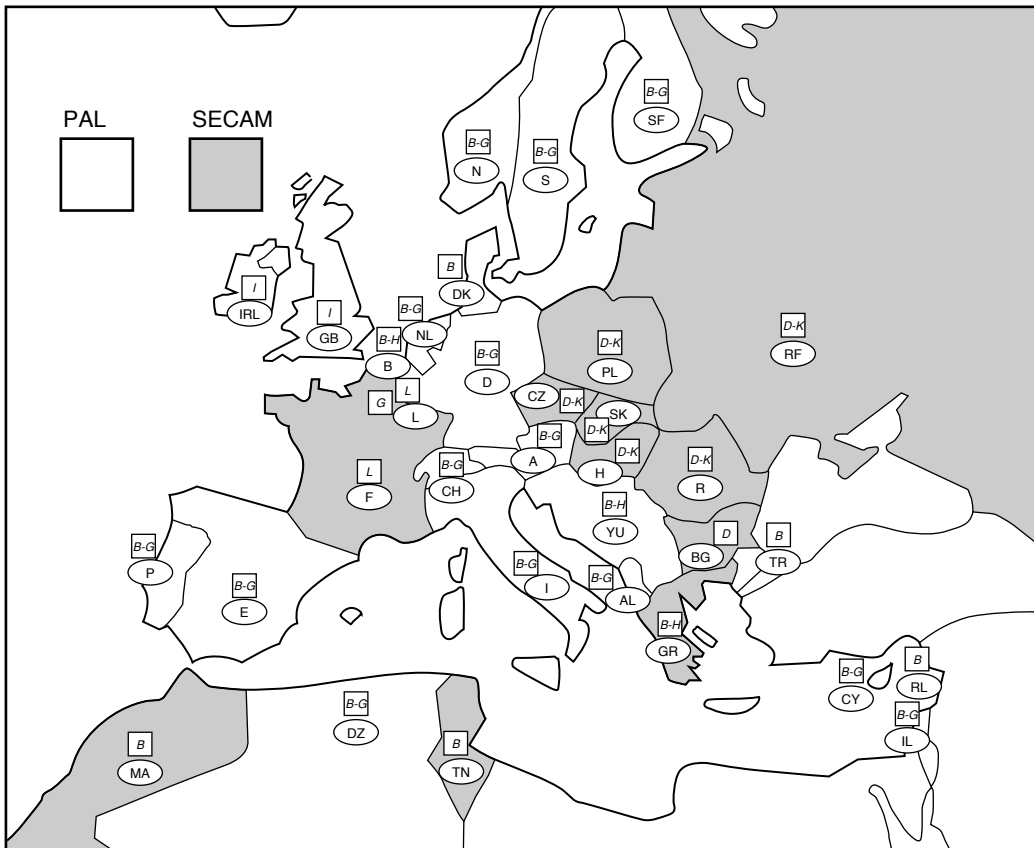 PAL SECAM
B-G
SF
B-G
N
B-G
S
B
DK
I
IRL
I
GB
B-G
NL
B-H
B
D-K
RF
B-G
D
D-K
PL
CZ
D-K
L
G
L
SK
D-K
B-G
A
D-K
H
D-K
R
B-G
CH
L
F
B-H
YU
D
BG
B
TR
B-G
P
B-G
E
B-G
I
B-G
AL
B-H
GR
B
RL
B-G
CY
B-G
IL
B-G
DZ
B
MA
B
TN